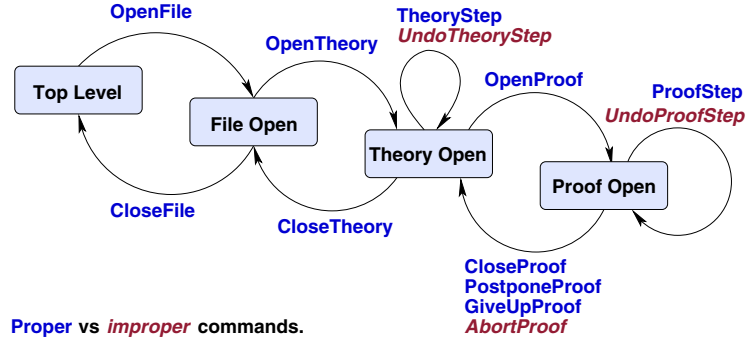 OpenFile
TheoryStep
UndoTheoryStep
OpenTheory
OpenProof
Top Level
ProofStep
UndoProofStep
File Open
Theory Open
Proof Open
CloseFile
CloseTheory
CloseProof
PostponeProof
GiveUpProof
AbortProof
Proper vs improper commands.